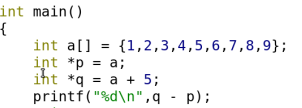 int main()
{
    int a[] = {1,2,3,4,5,6,7,8,9};
    int *p = a;
    int *q = a + 5;
    printf("%d\n",q - p);